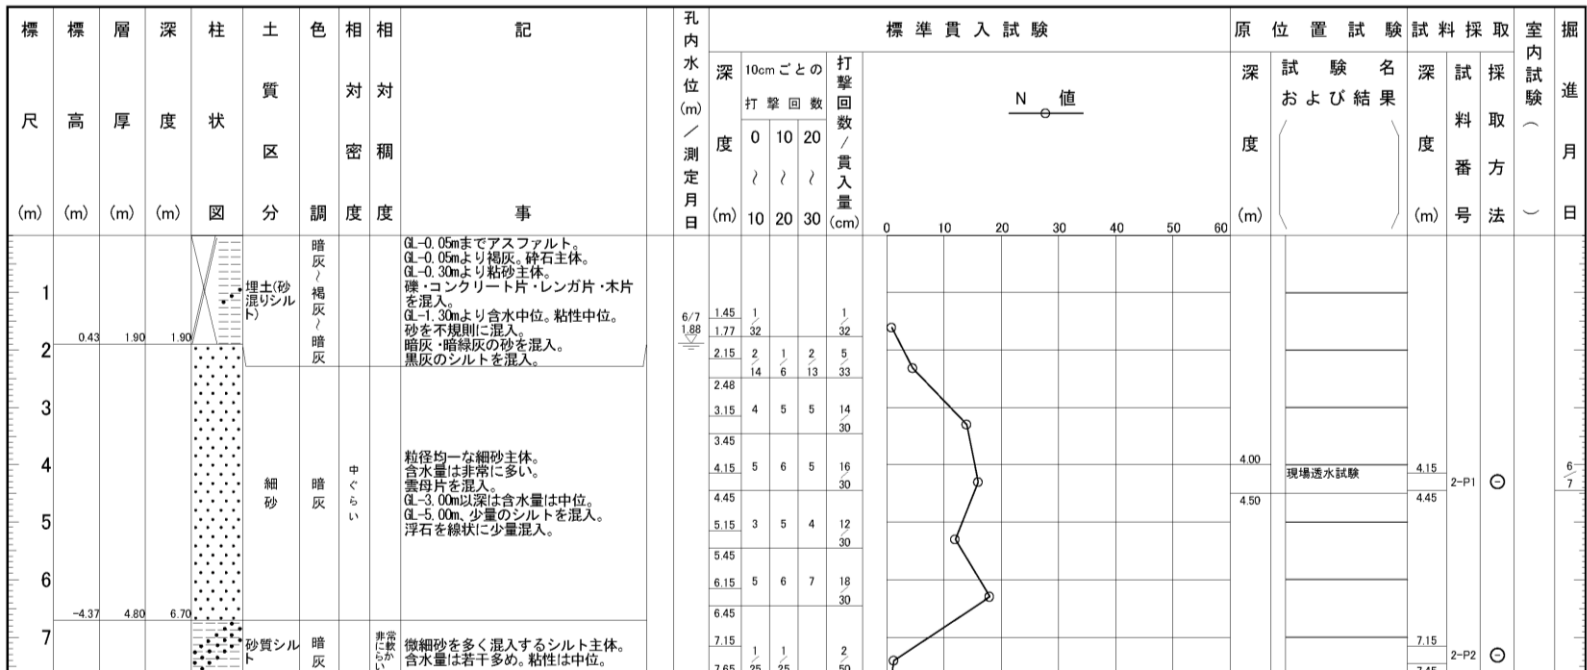 標尺(m)
標高(m)
層厚(m)
深度(m)
柱状図
土質区分
色調
相対密度
相対稠度
記事
孔内水位(m)/測定月日
標準貫入試験
深度(m)
10cmごとの
打撃回数
0～10
10～20
20～30
打撃回数/貫入量(cm)
N 値
0 10 20 30 40 50 60
原位置試験
深度(m)
試験名
および結果
試料採取
深度(m)
試料番号
採取方法
室内試験( )
掘進月日
1
2
3
4
5
6
7
0.43 1.90 1.90
埋土(砂
混りシル
ト)
暗灰～褐灰～暗灰
GL-0.05mまでアスファルト。
GL-0.05mより褐灰。砕石主体。
GL-0.30mより粘砂主体。
礫・コンクリート片・レンガ片・木片
を混入。
GL-1.30mより含水中位。粘性中位。
砂を不規則に混入。
暗灰・暗緑灰の砂を混入。
黒灰のシルトを混入。
6/7
1.88
-4.37 4.80 6.70
細砂
暗灰
中ぐらい
粒径均一な細砂主体。
含水量は非常に多い。
雲母片を混入。
GL-3.00m以深は含水量は中位。
GL-5.00m、少量のシルトを混入。
浮石を線状に少量混入。
砂質シル
ト
暗灰
非常に軟らかい
微細砂を多く混入するシルト主体。
含水量は若干多め。粘性は中位。
1.45 1/32 1/32
1.77
2.15 2/14 1/6 2/13 5/33
2.48
3.15 4 5 5 14/30
3.45
4.15 5 6 5 16/30
4.45
5.15 3 5 4 12/30
5.45
6.15 5 6 7 18/30
6.45
7.15 1/25 1/25 2/50
7.65
4.00
現場透水試験
4.50
4.15
2-P1
4.45
6/7
7.15
2-P2
7.45